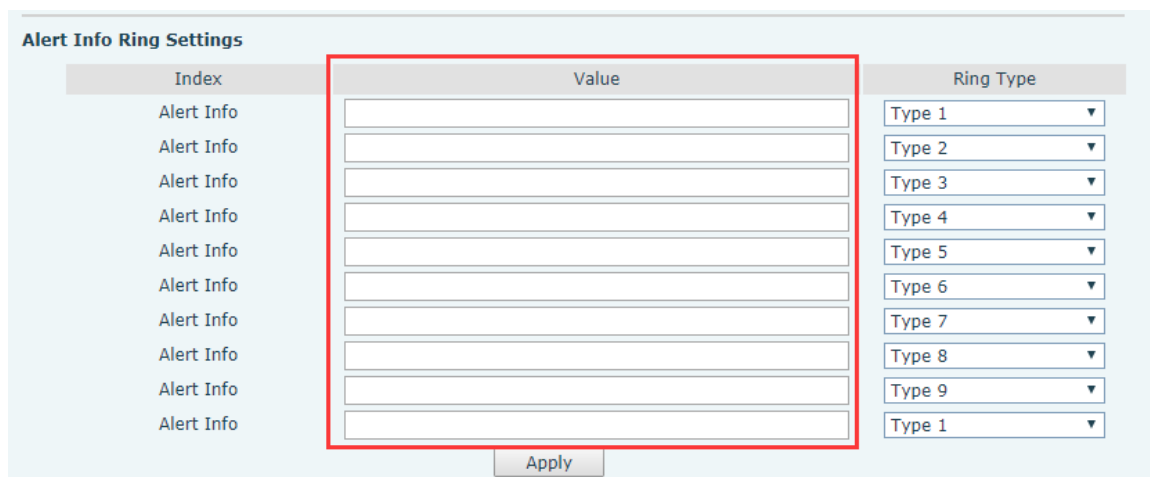 Alert Info Ring Settings
Index Value Ring Type
Alert Info Type 1
Alert Info Type 2
Alert Info Type 3
Alert Info Type 4
Alert Info Type 5
Alert Info Type 6
Alert Info Type 7
Alert Info Type 8
Alert Info Type 9
Alert Info Type 1
Apply